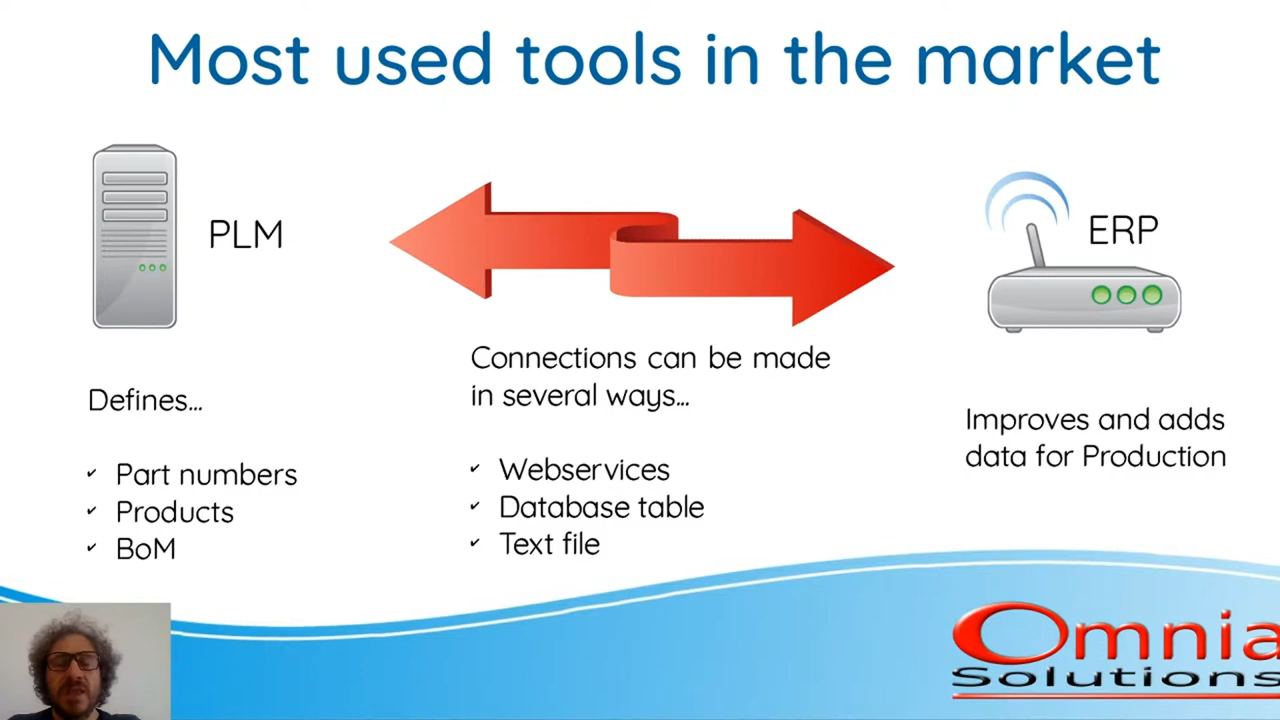 Most used tools in the market
PLM
ERP
Defines...
✓ Part numbers
✓ Products
✓ BoM
Connections can be made
in several ways...
✓ Webservices
✓ Database table
✓ Text file
Improves and adds
data for Production
Omnia
Solutions